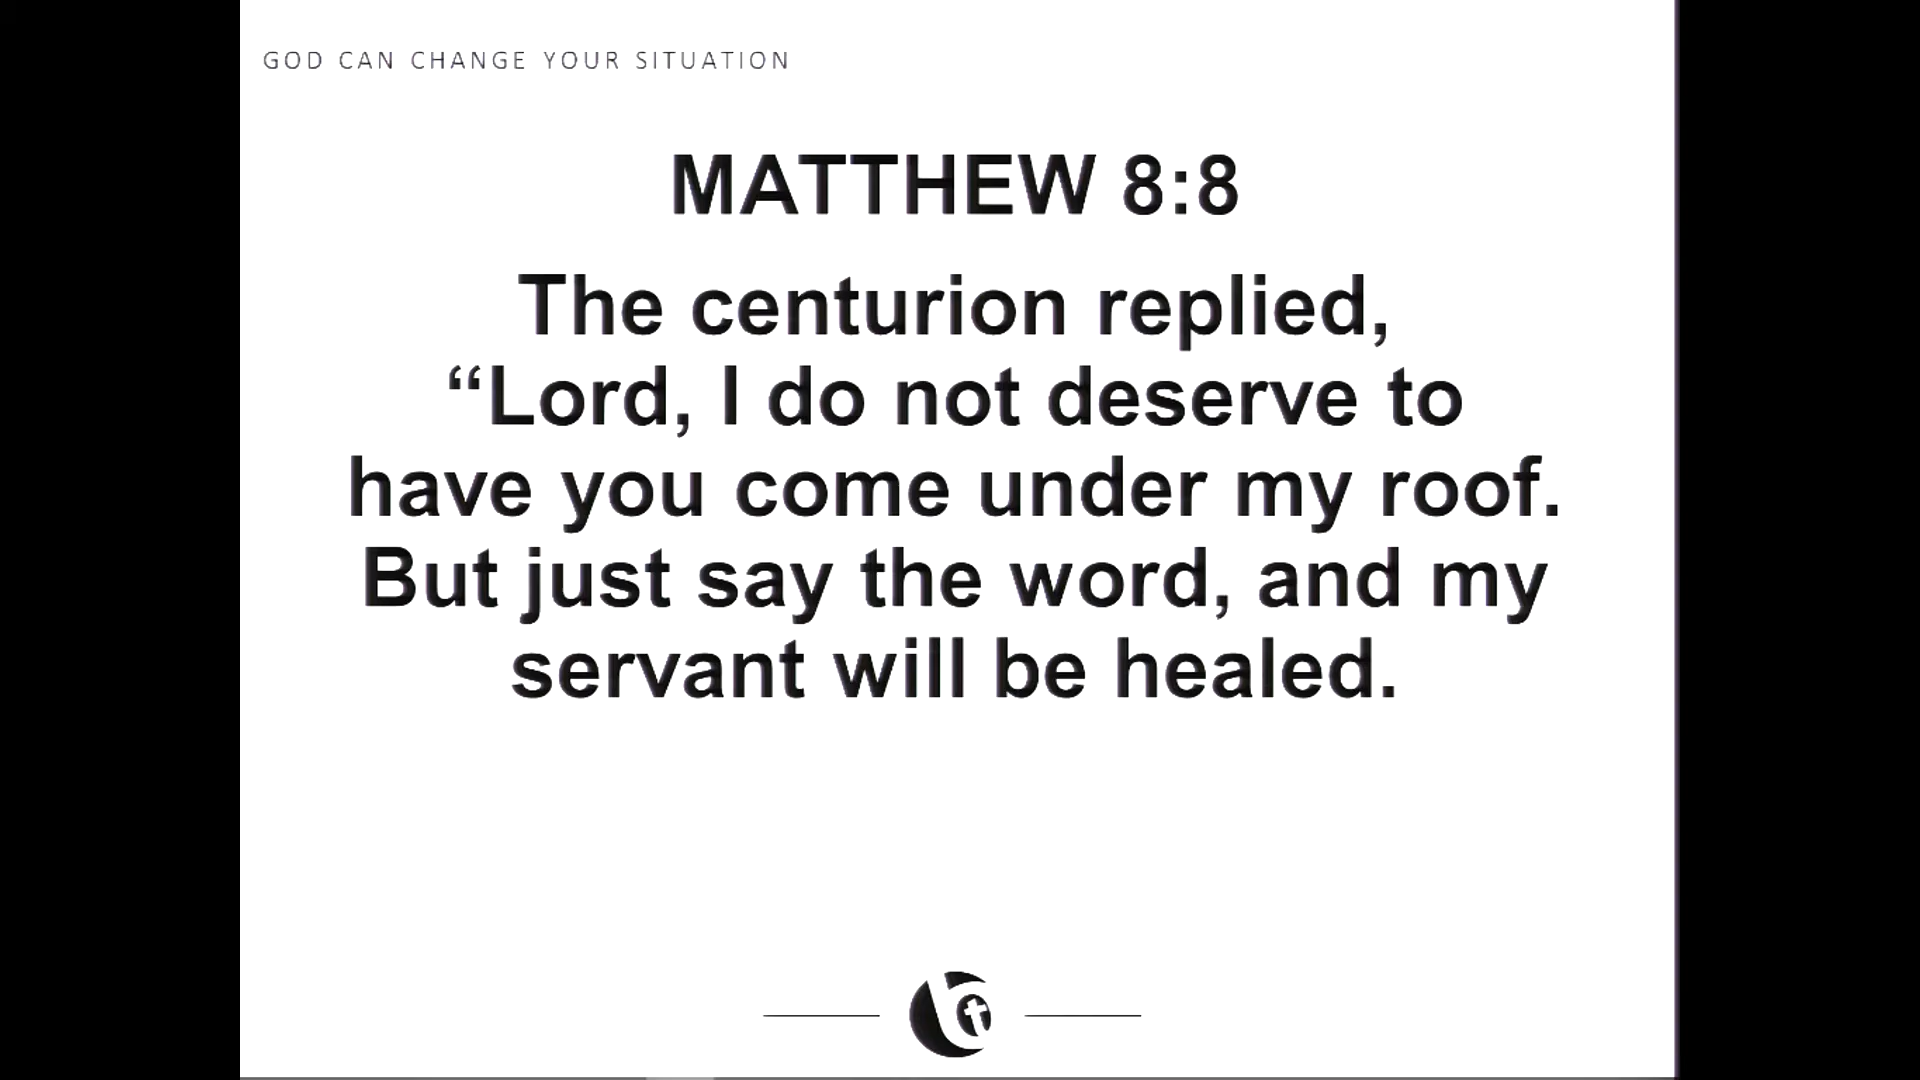 GOD CAN CHANGE YOUR SITUATION
MATTHEW 8:8
The centurion replied,
“Lord, I do not deserve to
have you come under my roof.
But just say the word, and my
servant will be healed.